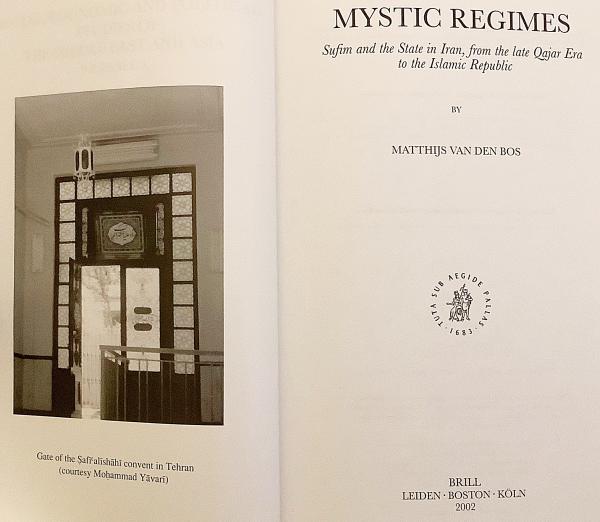 Gate of the Ṣafī'alīshāhī convent in Tehran
(courtesy Mohammad Yāvarī)
MYSTIC REGIMES
Sufim and the State in Iran, from the late Qajar Era
to the Islamic Republic
BY
MATTHIJS VAN DEN BOS
TUTA SUB AEGIDE PALLAS
· 1683 ·
BRILL
LEIDEN · BOSTON · KÖLN
2002